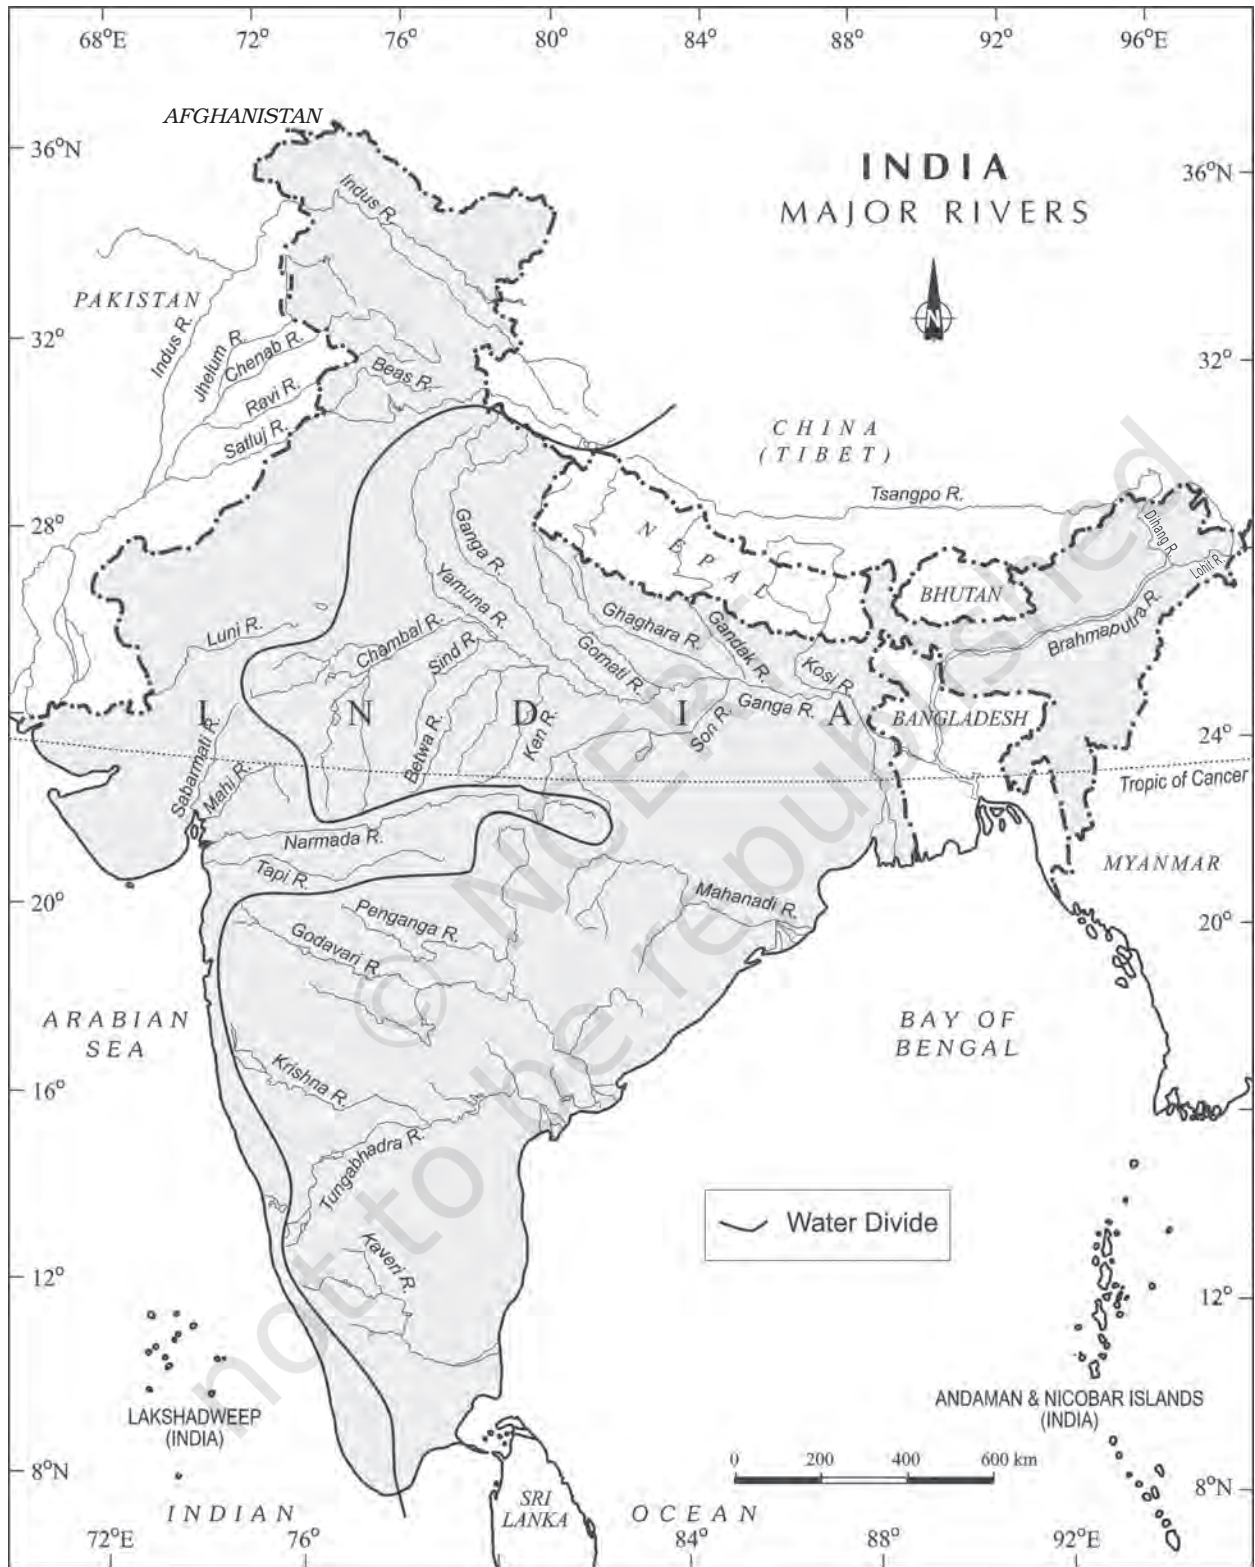 68°E 72° 76° 80° 84° 88° 92° 96°E
AFGHANISTAN
36°N
INDIA
MAJOR RIVERS
36°N
Indus R.
N
PAKISTAN
Indus R.
Jhelum R.
Chenab R.
32°
32°
Beas R.
Ravi R.
Satluj R.
CHINA
(TIBET)
Tsangpo R.
28°
28°
Dihang R.
Lohit R.
Ganga R.
NEPAL
BHUTAN
Yamuna R.
Ghaghara R.
Gandak R.
Brahmaputra R.
Luni R.
Chambal R.
Sind R.
Gomati R.
Kosi R.
I N D I A
Ganga R.
BANGLADESH
24°
24°
Sabarmati R.
Mahi R.
Betwa R.
Ken R.
Son R.
Tropic of Cancer
Narmada R.
Tapi R.
MYANMAR
20°
20°
Mahanadi R.
Penganga R.
Godavari R.
ARABIAN
SEA
BAY OF
BENGAL
16°
16°
Krishna R.
Tungabhadra R.
Water Divide
Kaveri R.
12°
12°
LAKSHADWEEP
(INDIA)
ANDAMAN & NICOBAR ISLANDS
(INDIA)
0 200 400 600 km
8°N
8°N
SRI
LANKA
INDIAN OCEAN
72°E 76° 84° 88° 92°E
© NCERT
not to be republished